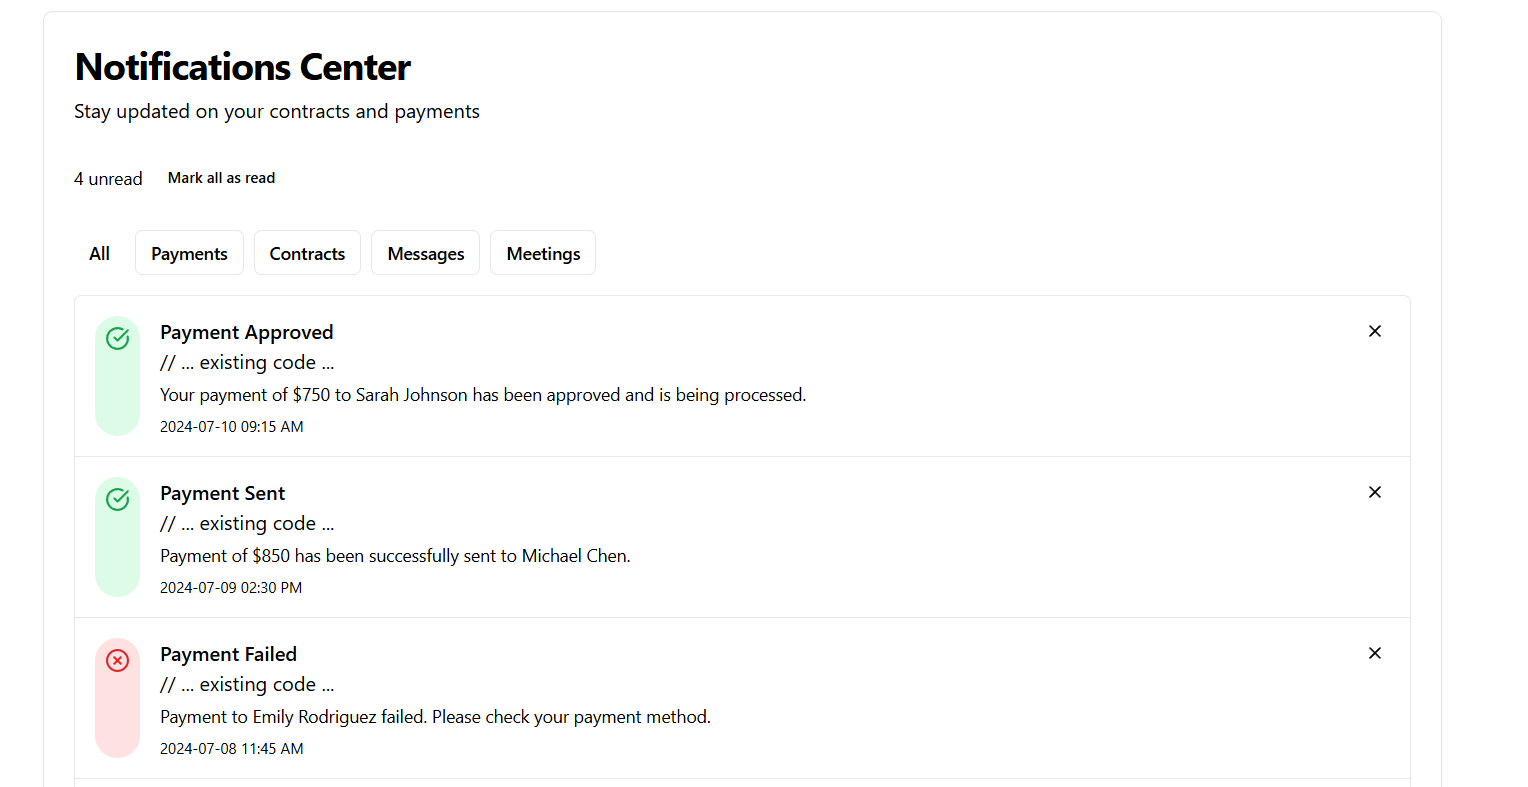 Notifications Center
Stay updated on your contracts and payments
4 unread Mark all as read
All Payments Contracts Messages Meetings
Payment Approved
// ... existing code ...
Your payment of $750 to Sarah Johnson has been approved and is being processed.
2024-07-10 09:15 AM
Payment Sent
// ... existing code ...
Payment of $850 has been successfully sent to Michael Chen.
2024-07-09 02:30 PM
Payment Failed
// ... existing code ...
Payment to Emily Rodriguez failed. Please check your payment method.
2024-07-08 11:45 AM